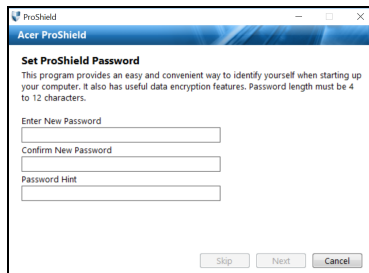 ProShield
Acer ProShield
Set ProShield Password
This program provides an easy and convenient way to identify yourself when starting up
your computer. It also has useful data encryption features. Password length must be 4
to 12 characters.
Enter New Password
Confirm New Password
Password Hint
Skip Next Cancel